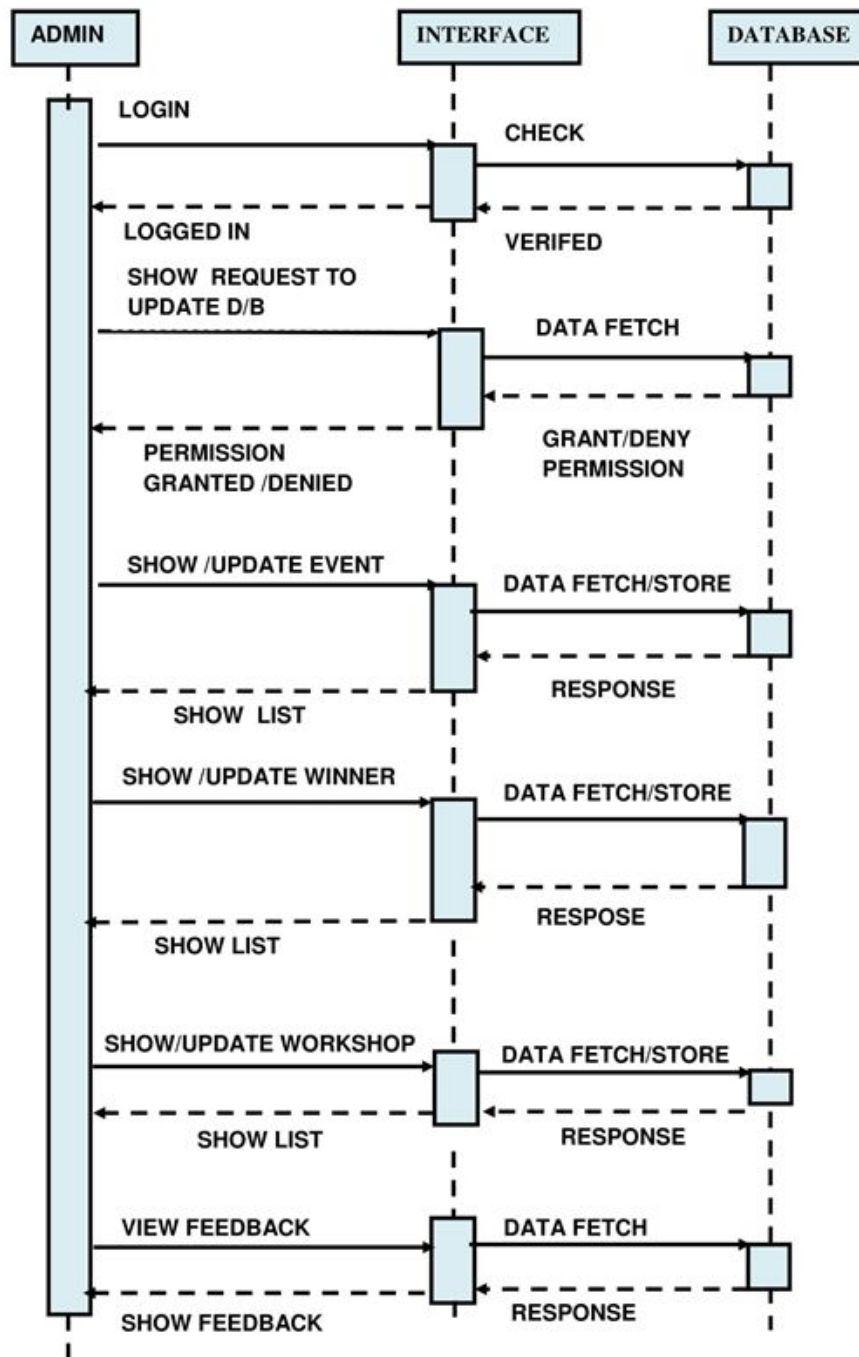 ADMIN
INTERFACE
DATABASE
LOGIN
CHECK
LOGGED IN
VERIFED
SHOW REQUEST TO
UPDATE D/B
DATA FETCH
PERMISSION
GRANTED /DENIED
GRANT/DENY
PERMISSION
SHOW /UPDATE EVENT
DATA FETCH/STORE
RESPONSE
SHOW LIST
SHOW /UPDATE WINNER
DATA FETCH/STORE
RESPOSE
SHOW LIST
SHOW/UPDATE WORKSHOP
DATA FETCH/STORE
RESPONSE
SHOW LIST
VIEW FEEDBACK
DATA FETCH
RESPONSE
SHOW FEEDBACK